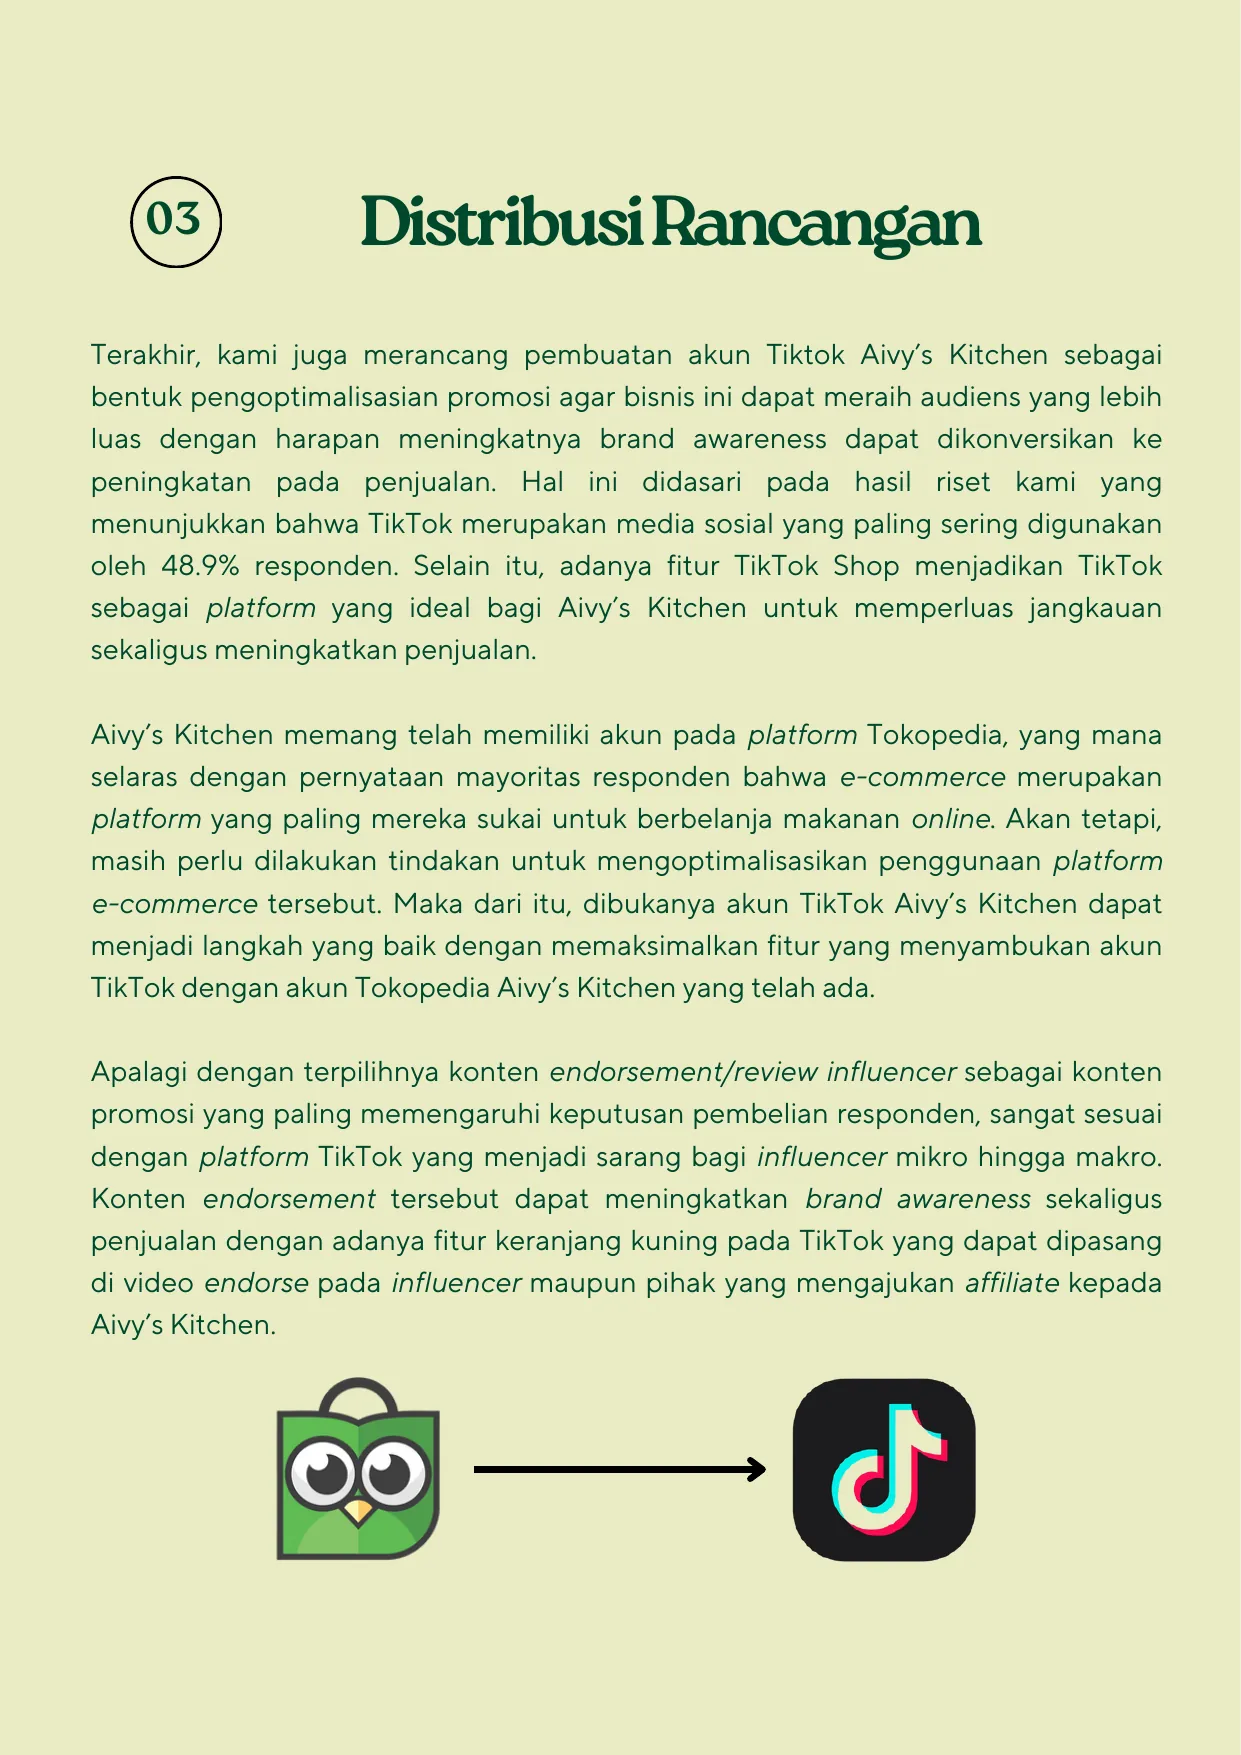 03
Distribusi Rancangan
Terakhir, kami juga merancang pembuatan akun Tiktok Aivy’s Kitchen sebagai
bentuk pengoptimalisasian promosi agar bisnis ini dapat meraih audiens yang lebih
luas dengan harapan meningkatnya brand awareness dapat dikonversikan ke
peningkatan pada penjualan. Hal ini didasari pada hasil riset kami yang
menunjukkan bahwa TikTok merupakan media sosial yang paling sering digunakan
oleh 48.9% responden. Selain itu, adanya fitur TikTok Shop menjadikan TikTok
sebagai platform yang ideal bagi Aivy’s Kitchen untuk memperluas jangkauan
sekaligus meningkatkan penjualan.
Aivy’s Kitchen memang telah memiliki akun pada platform Tokopedia, yang mana
selaras dengan pernyataan mayoritas responden bahwa e-commerce merupakan
platform yang paling mereka sukai untuk berbelanja makanan online. Akan tetapi,
masih perlu dilakukan tindakan untuk mengoptimalisasikan penggunaan platform
e-commerce tersebut. Maka dari itu, dibukanya akun TikTok Aivy’s Kitchen dapat
menjadi langkah yang baik dengan memaksimalkan fitur yang menyambukan akun
TikTok dengan akun Tokopedia Aivy’s Kitchen yang telah ada.
Apalagi dengan terpilihnya konten endorsement/review influencer sebagai konten
promosi yang paling memengaruhi keputusan pembelian responden, sangat sesuai
dengan platform TikTok yang menjadi sarang bagi influencer mikro hingga makro.
Konten endorsement tersebut dapat meningkatkan brand awareness sekaligus
penjualan dengan adanya fitur keranjang kuning pada TikTok yang dapat dipasang
di video endorse pada influencer maupun pihak yang mengajukan affiliate kepada
Aivy’s Kitchen.